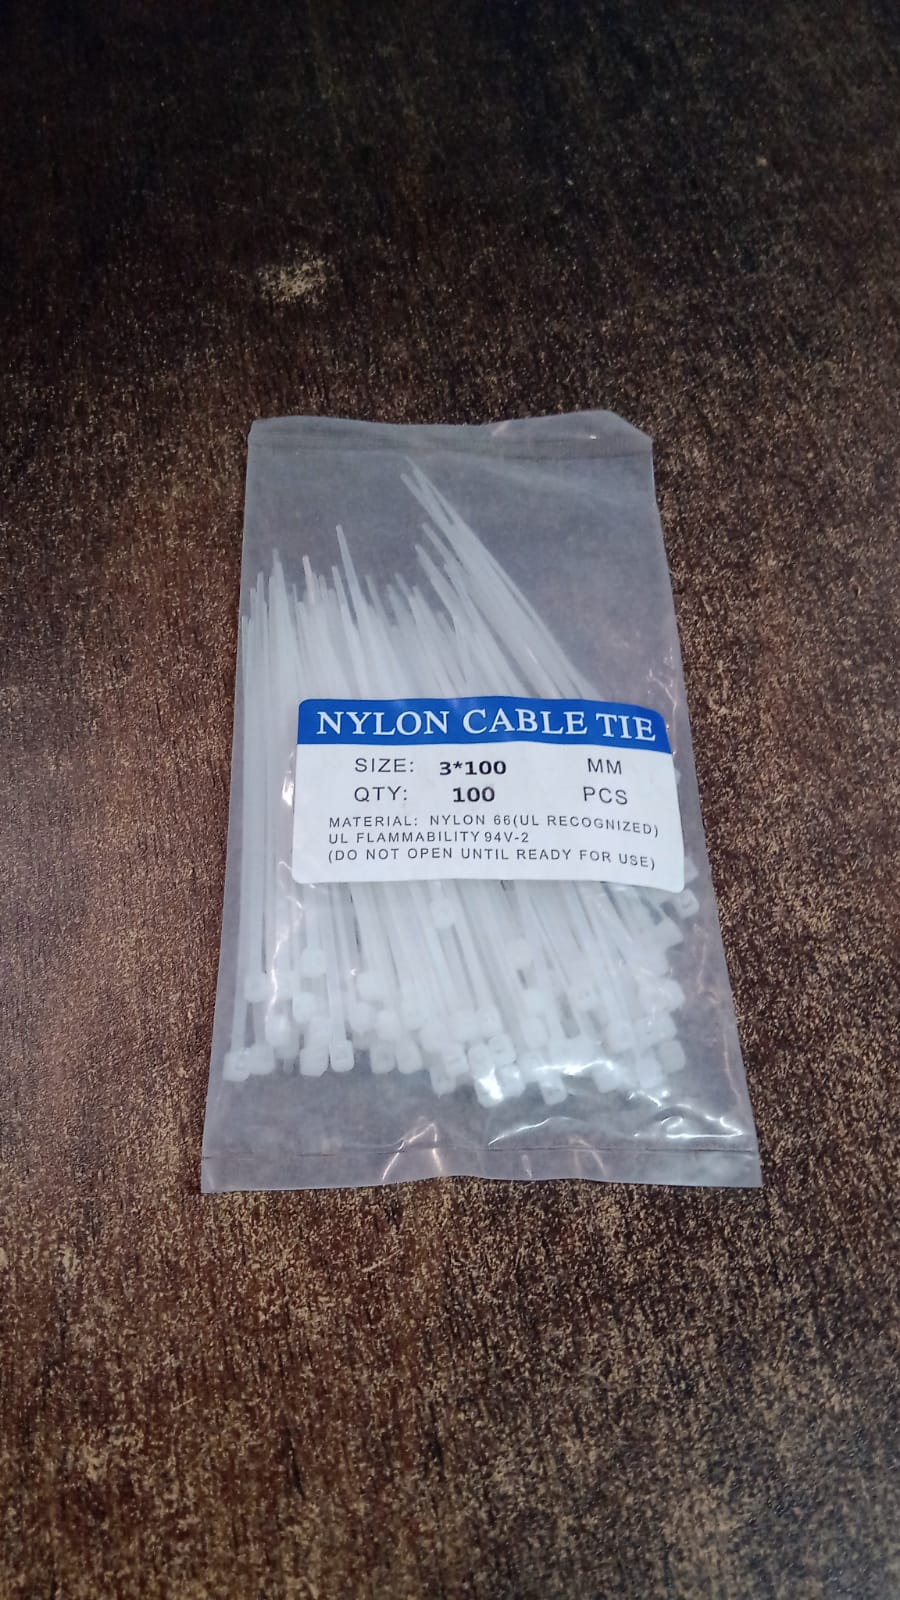 NYLON CABLE TIE
SIZE: 3*100 MM
QTY: 100 PCS
MATERIAL: NYLON 66(UL RECOGNIZED)
UL FLAMMABILITY 94V-2
(DO NOT OPEN UNTIL READY FOR USE)